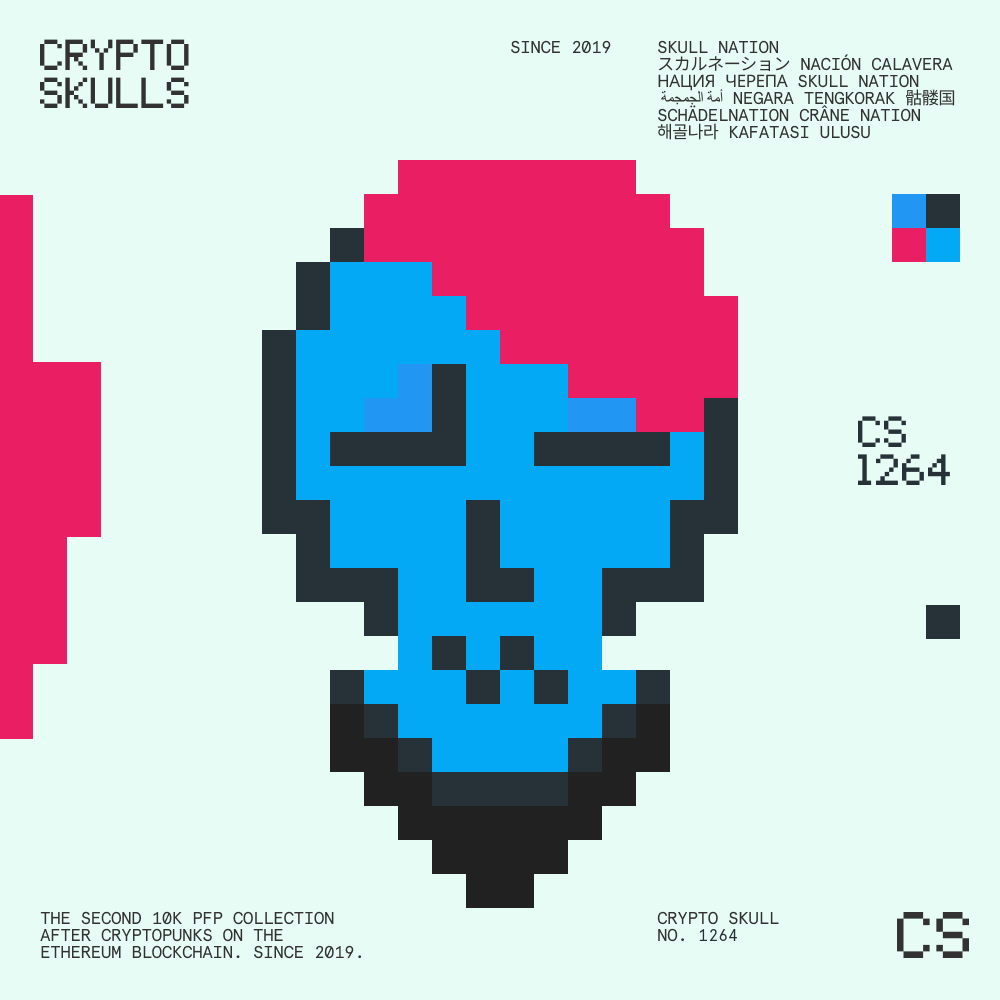 CRYPTO
SKULLS
SINCE 2019
SKULL NATION
スカルネーション NACIÓN CALAVERA
НАЦИЯ ЧЕРЕПА SKULL NATION
أمة الجمجمة NEGARA TENGKORAK 骷髅国
SCHÄDELNATION CRÂNE NATION
해골나라 KAFATASI ULUSU
CS
1264
THE SECOND 10K PFP COLLECTION
AFTER CRYPTOPUNKS ON THE
ETHEREUM BLOCKCHAIN. SINCE 2019.
CRYPTO SKULL
NO. 1264
CS